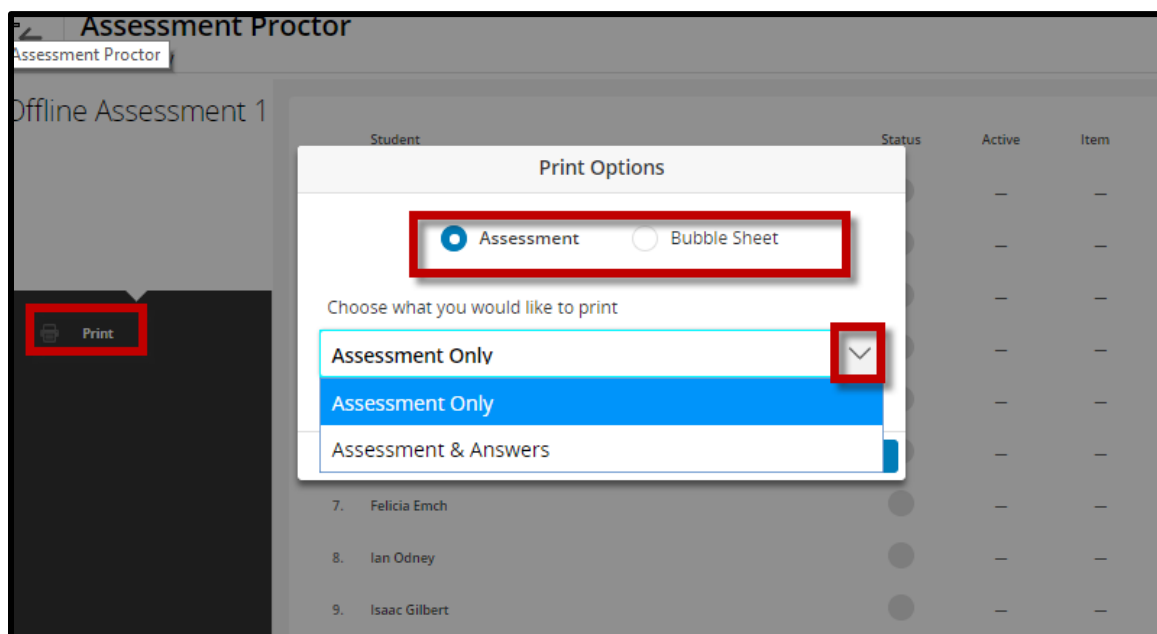 Assessment Proctor
Assessment Proctor
Offline Assessment 1
Student Status Active Item
Print Options
Assessment Bubble Sheet
Choose what you would like to print
Print
Assessment Only
Assessment Only
Assessment & Answers
7. Felicia Emch — —
8. Ian Odney — —
9. Isaac Gilbert — —